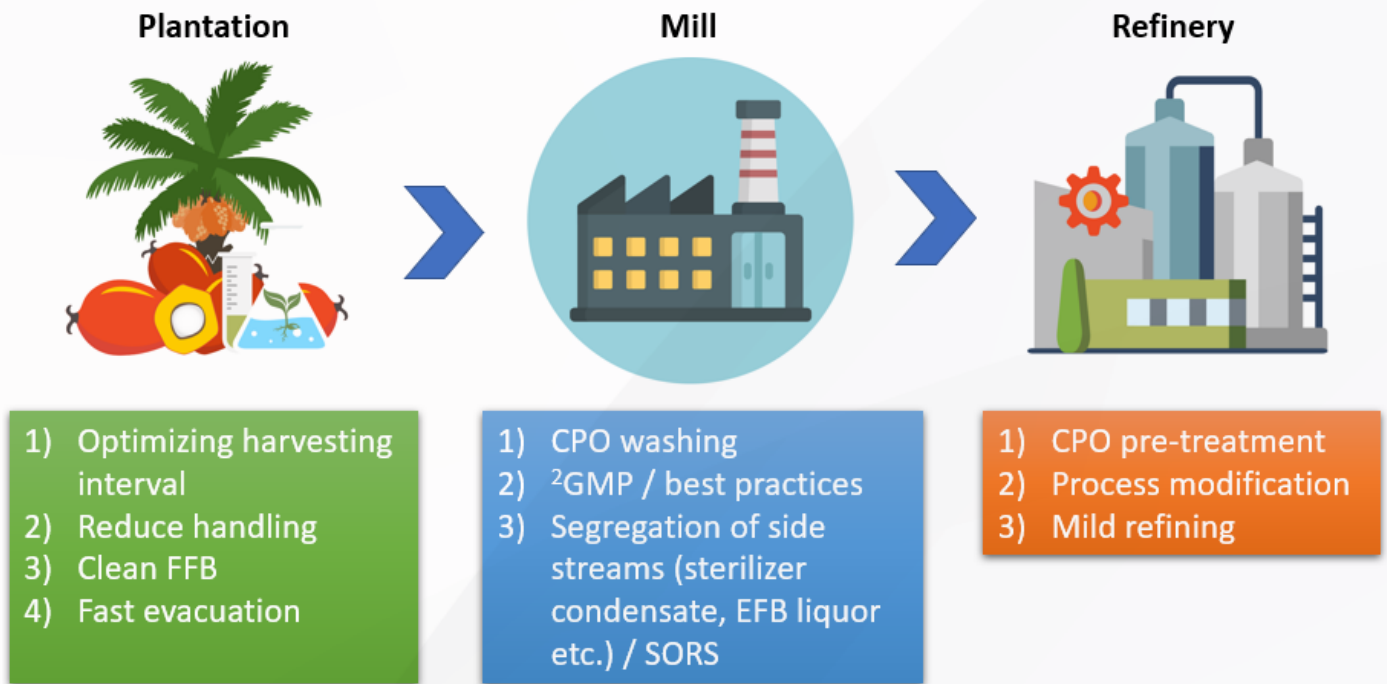 Plantation
Mill
Refinery
1) Optimizing harvesting
interval
2) Reduce handling
3) Clean FFB
4) Fast evacuation
1) CPO washing
2) ²GMP / best practices
3) Segregation of side
streams (sterilizer
condensate, EFB liquor
etc.) / SORS
1) CPO pre-treatment
2) Process modification
3) Mild refining